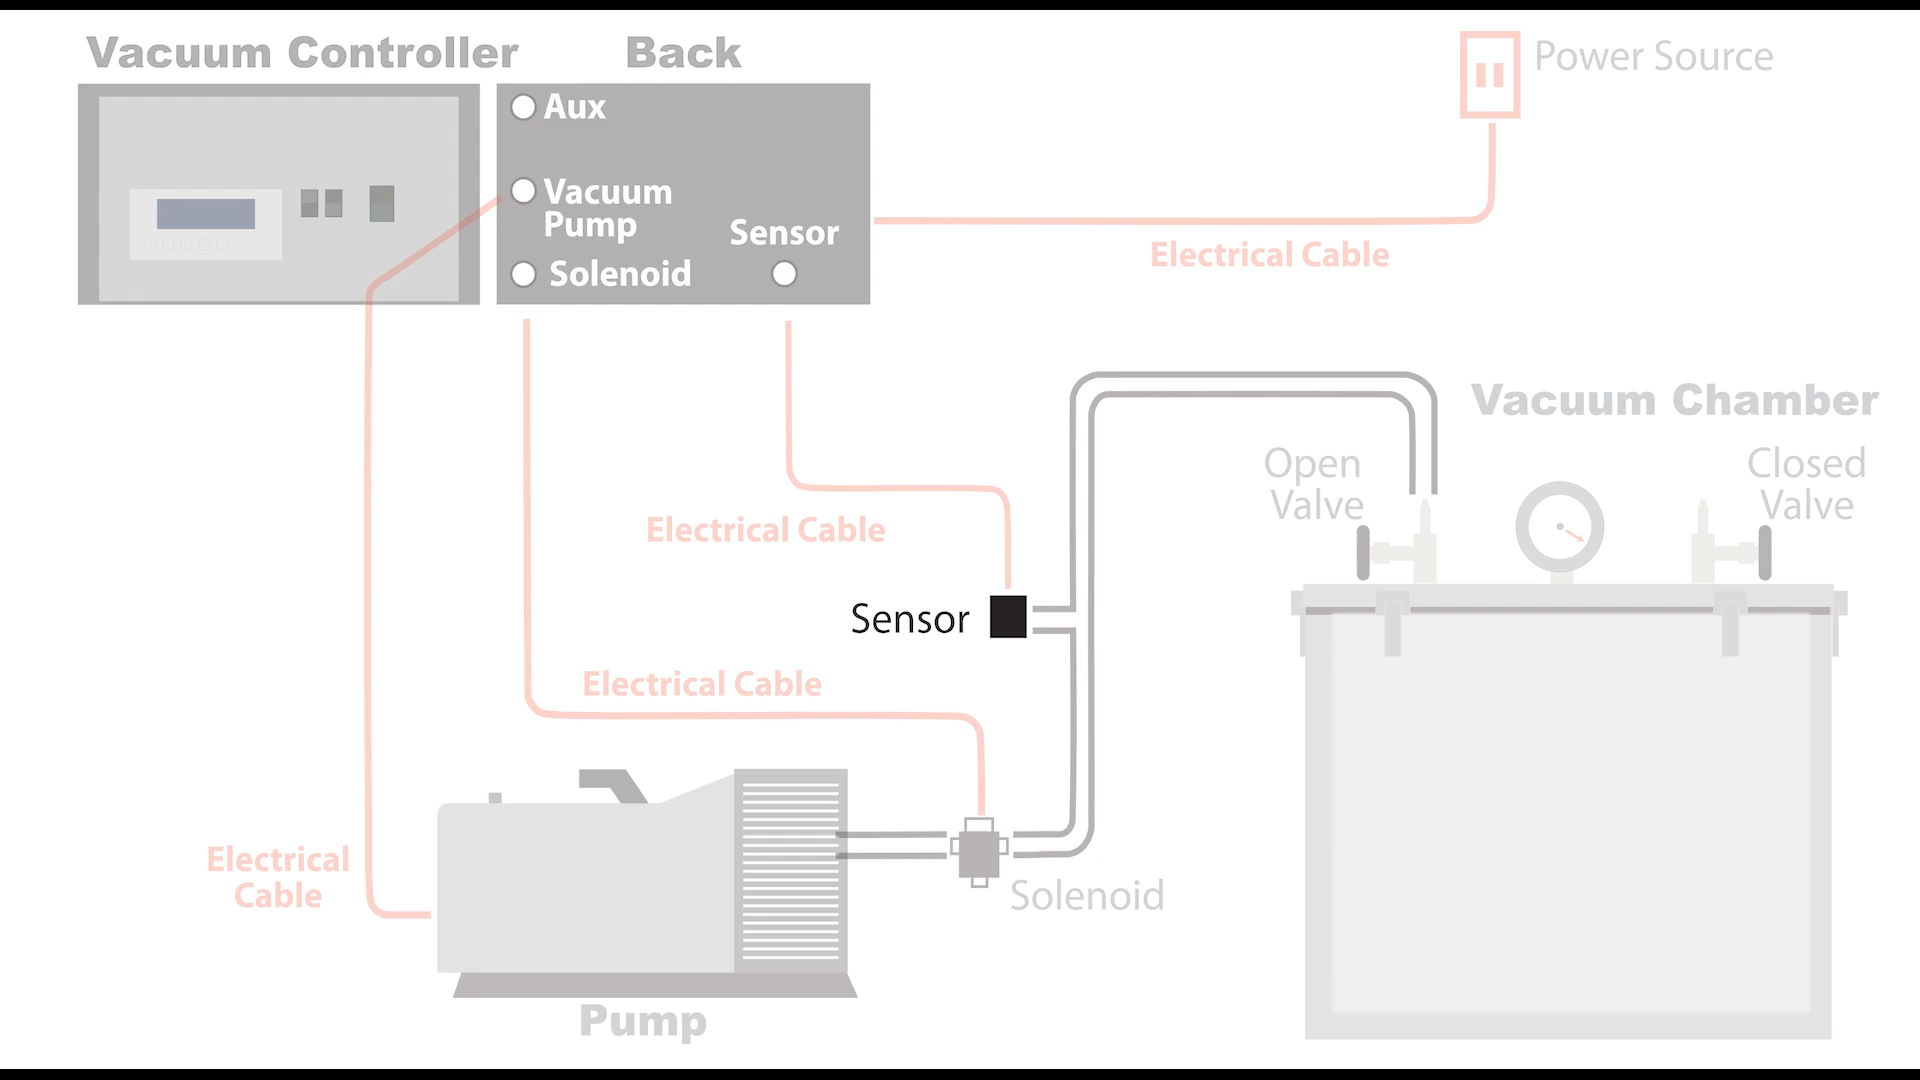 Vacuum Controller
Back
Power Source
Aux
Vacuum
Pump
Sensor
Solenoid
Electrical Cable
Vacuum Chamber
Open
Valve
Closed
Valve
Electrical Cable
Sensor
Electrical Cable
Electrical
Cable
Solenoid
Pump